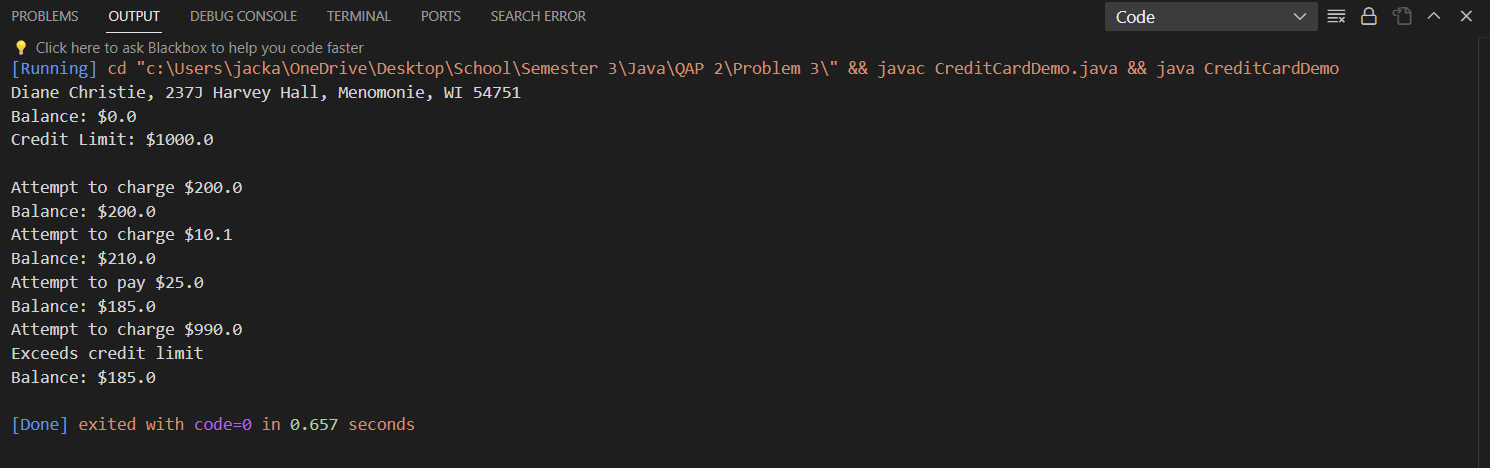 PROBLEMS OUTPUT DEBUG CONSOLE TERMINAL PORTS SEARCH ERROR Code
Click here to ask Blackbox to help you code faster
[Running] cd "c:\Users\jacka\OneDrive\Desktop\School\Semester 3\Java\QAP 2\Problem 3\" && javac CreditCardDemo.java && java CreditCardDemo
Diane Christie, 237J Harvey Hall, Menomonie, WI 54751
Balance: $0.0
Credit Limit: $1000.0
Attempt to charge $200.0
Balance: $200.0
Attempt to charge $10.1
Balance: $210.0
Attempt to pay $25.0
Balance: $185.0
Attempt to charge $990.0
Exceeds credit limit
Balance: $185.0
[Done] exited with code=0 in 0.657 seconds